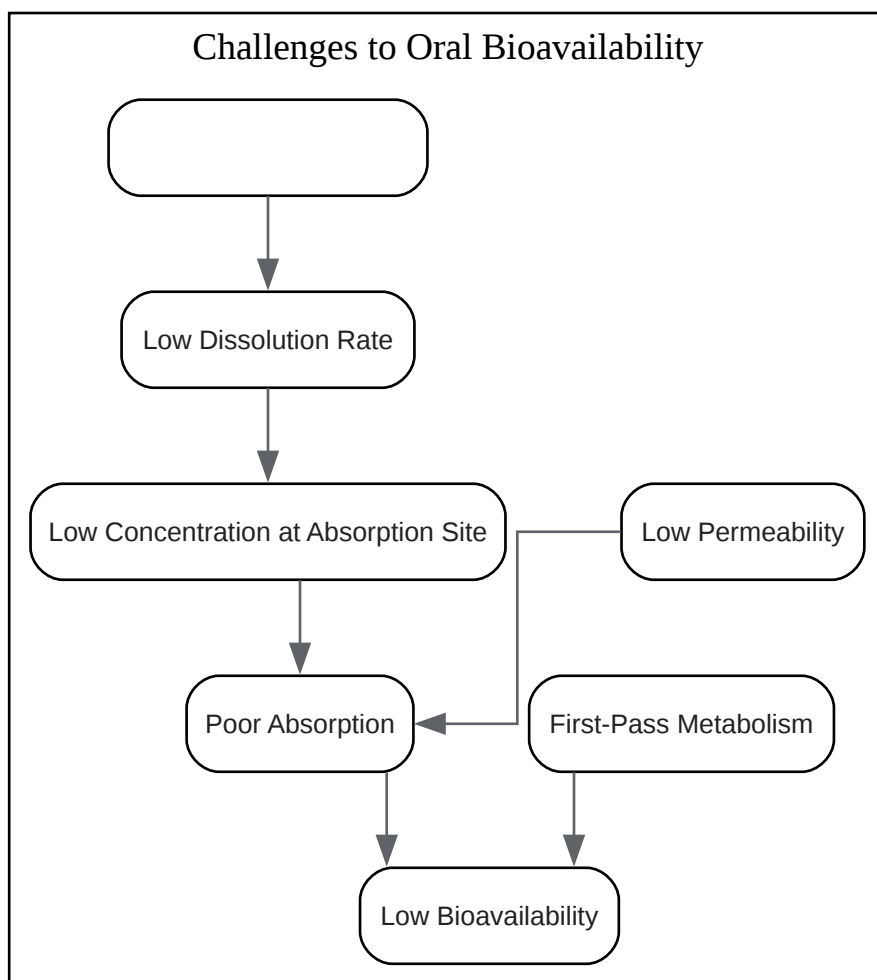 Challenges to Oral Bioavailability
Low Dissolution Rate
Low Concentration at Absorption Site
Low Permeability
Poor Absorption
First-Pass Metabolism
Low Bioavailability